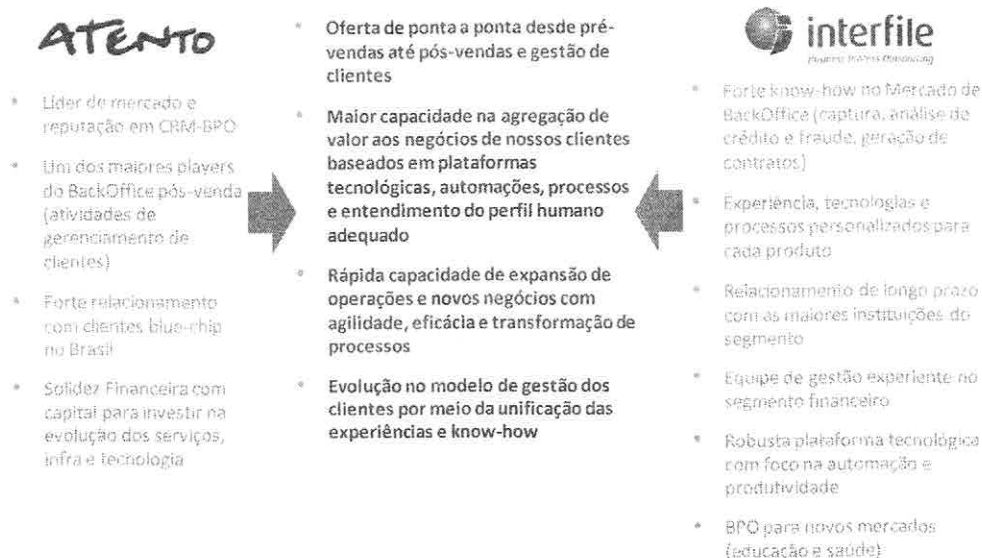 ATENTO
• Líder de mercado e
reputação em CRM-BPO
• Um dos maiores players
do BackOffice pós-venda
(atividades de
gerenciamento de
clientes)
• Forte relacionamento
com clientes blue-chip
no Brasil
• Solidez Financeira com
capital para investir na
evolução dos serviços,
infra e tecnologia
• Oferta de ponta a ponta desde pré-
vendas até pós-vendas e gestão de
clientes
• Maior capacidade na agregação de
valor aos negócios de nossos clientes
baseados em plataformas
tecnológicas, automações, processos
e entendimento do perfil humano
adequado
• Rápida capacidade de expansão de
operações e novos negócios com
agilidade, eficácia e transformação de
processos
• Evolução no modelo de gestão dos
clientes por meio da unificação das
experiências e know-how
interfile
Business Process Outsourcing
• Forte know-how no Mercado de
BackOffice (captura, análise de
crédito e fraude, geração de
contratos)
• Experiência, tecnologias e
processos personalizados para
cada produto
• Relacionamento de longo prazo
com as maiores instituições do
segmento
• Equipe de gestão experiente no
segmento financeiro
• Robusta plataforma tecnológica
com foco na automação e
produtividade
• BPO para novos mercados
(educação e saúde)